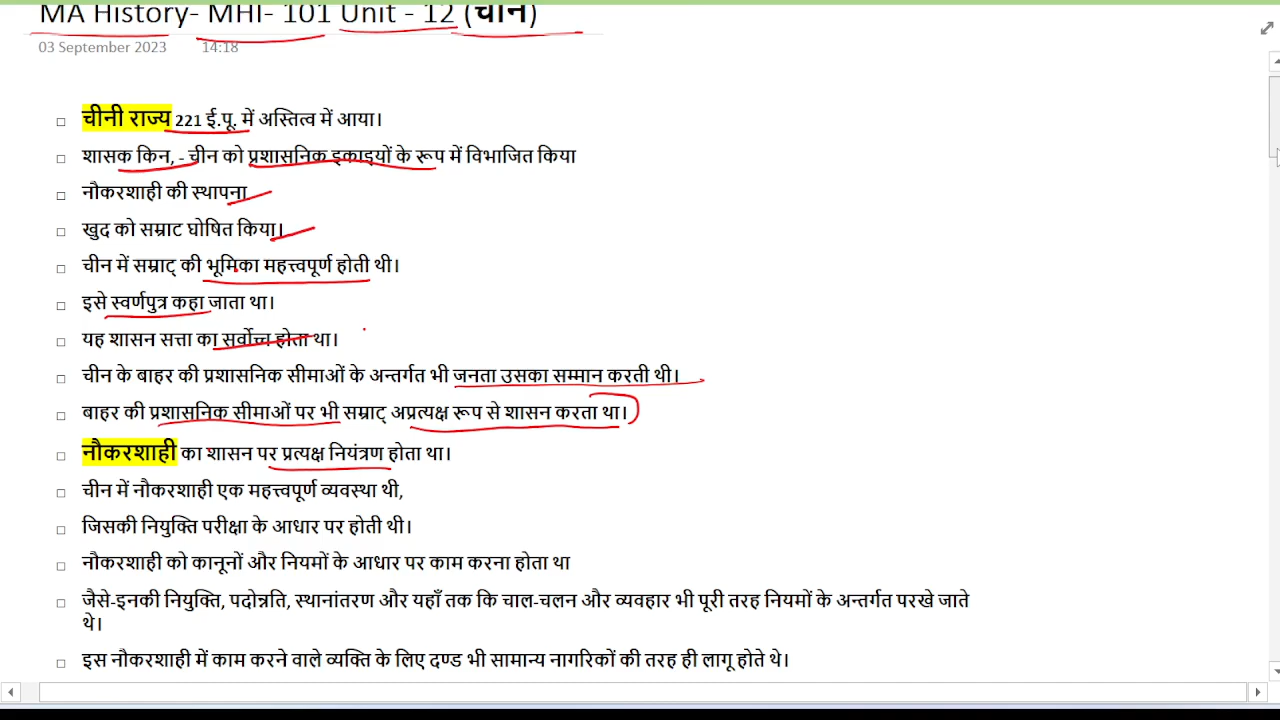 MA History- MHI- 101 Unit - 12 (चीन)
03 September 2023 14:18
चीनी राज्य 221 ई.पू. में अस्तित्व में आया।
शासक किन, - चीन को प्रशासनिक इकाइयों के रूप में विभाजित किया
नौकरशाही की स्थापना
खुद को सम्राट घोषित किया।
चीन में सम्राट् की भूमिका महत्त्वपूर्ण होती थी।
इसे स्वर्णपुत्र कहा जाता था।
यह शासन सत्ता का सर्वोच्च होता था।
चीन के बाहर की प्रशासनिक सीमाओं के अन्तर्गत भी जनता उसका सम्मान करती थी।
बाहर की प्रशासनिक सीमाओं पर भी सम्राट् अप्रत्यक्ष रूप से शासन करता था।
नौकरशाही का शासन पर प्रत्यक्ष नियंत्रण होता था।
चीन में नौकरशाही एक महत्त्वपूर्ण व्यवस्था थी,
जिसकी नियुक्ति परीक्षा के आधार पर होती थी।
नौकरशाही को कानूनों और नियमों के आधार पर काम करना होता था
जैसे-इनकी नियुक्ति, पदोन्नति, स्थानांतरण और यहाँ तक कि चाल-चलन और व्यवहार भी पूरी तरह नियमों के अन्तर्गत परखे जाते
थे।
इस नौकरशाही में काम करने वाले व्यक्ति के लिए दण्ड भी सामान्य नागरिकों की तरह ही लागू होते थे।